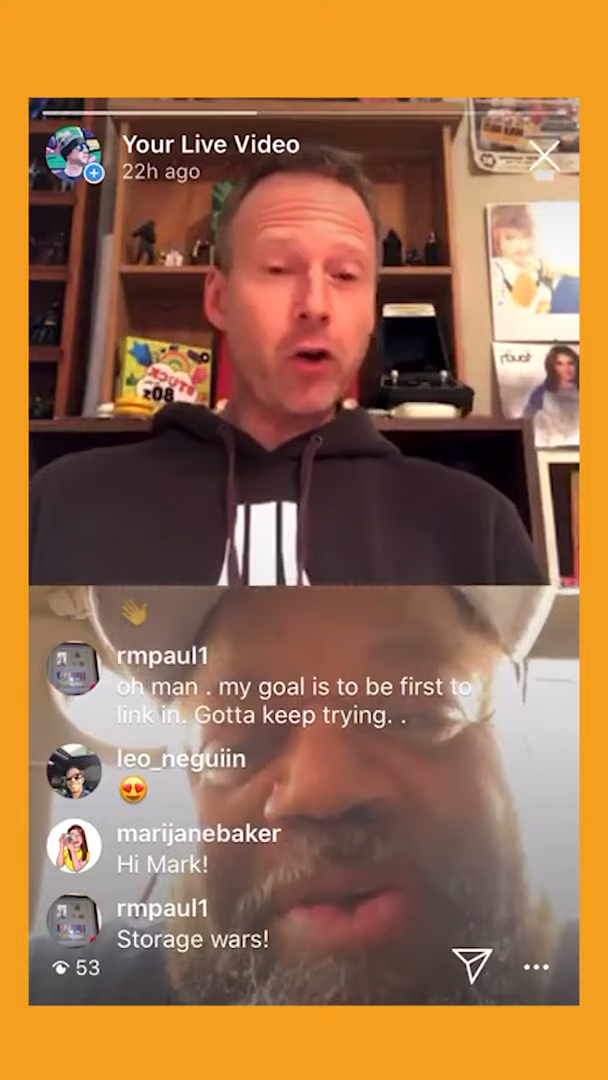 Your Live Video
22h ago
rmpaul1
oh man . my goal is to be first to
link in. Gotta keep trying. .
leo_neguiin
marijanebaker
Hi Mark!
rmpaul1
Storage wars!
53